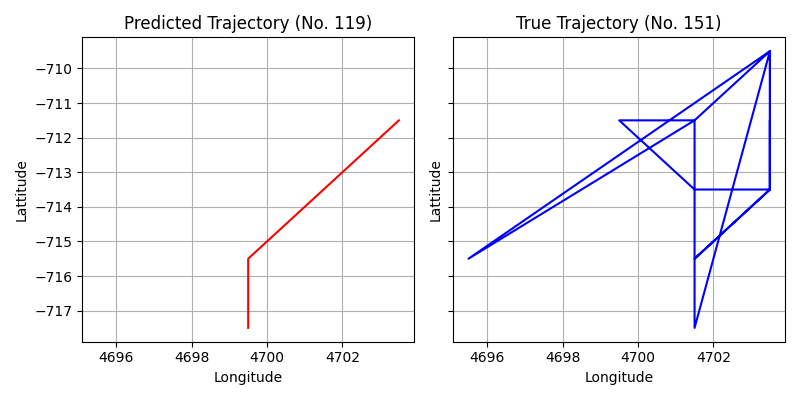 Predicted Trajectory (No. 119)
True Trajectory (No. 151)
Lattitude
−710
−711
−712
−713
−714
−715
−716
−717
4696
4698
4700
4702
Longitude
Lattitude
4696
4698
4700
4702
Longitude